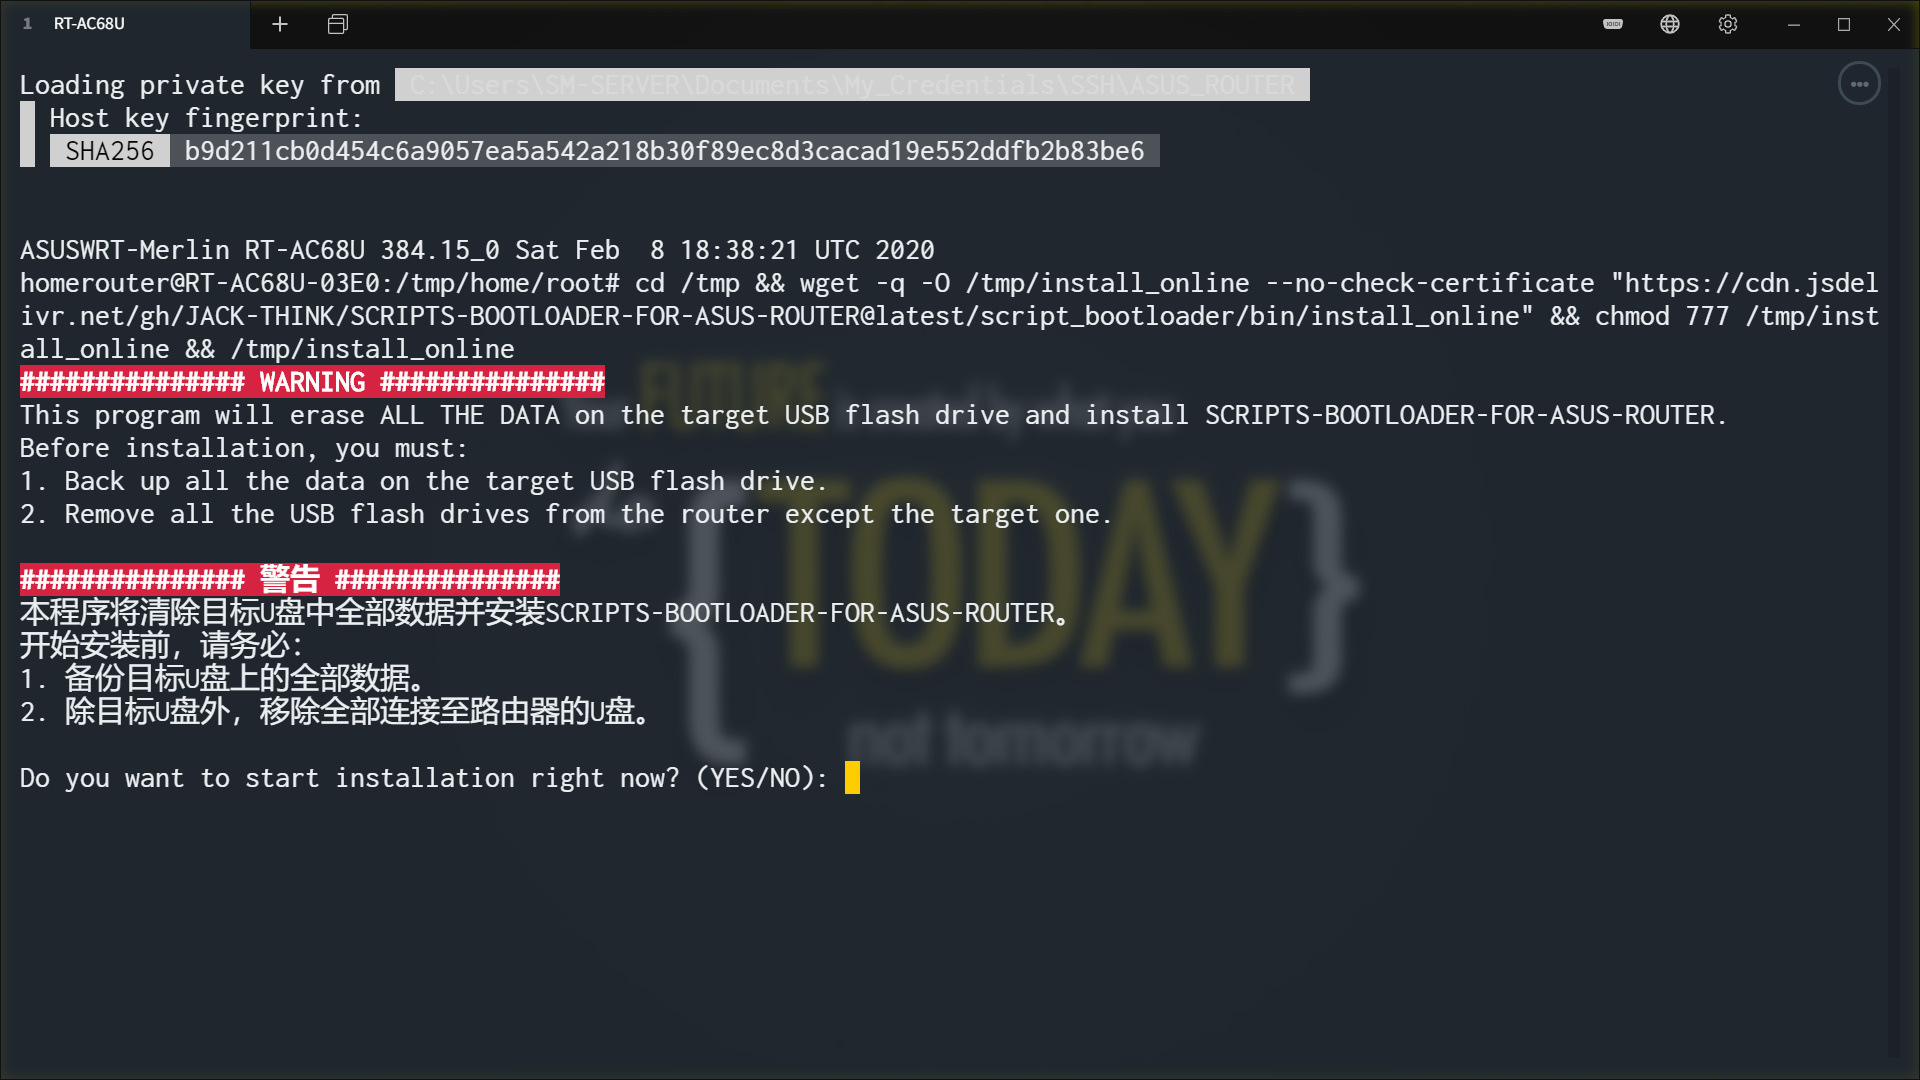 1 RT-AC68U
Loading private key from C:\Users\SM-SERVER\Documents\My_Credentials\SSH\ASUS_ROUTER
Host key fingerprint:
SHA256 b9d211cb0d454c6a9057ea5a542a218b30f89ec8d3cacad19e552ddfb2b83be6
ASUSWRT-Merlin RT-AC68U 384.15_0 Sat Feb  8 18:38:21 UTC 2020
homerouter@RT-AC68U-03E0:/tmp/home/root# cd /tmp && wget -q -O /tmp/install_online --no-check-certificate "https://cdn.jsdel
ivr.net/gh/JACK-THINK/SCRIPTS-BOOTLOADER-FOR-ASUS-ROUTER@latest/script_bootloader/bin/install_online" && chmod 777 /tmp/inst
all_online && /tmp/install_online
############### WARNING ###############
This program will erase ALL THE DATA on the target USB flash drive and install SCRIPTS-BOOTLOADER-FOR-ASUS-ROUTER.
Before installation, you must:
1. Back up all the data on the target USB flash drive.
2. Remove all the USB flash drives from the router except the target one.
############### 警告 ###############
本程序将清除目标U盘中全部数据并安装SCRIPTS-BOOTLOADER-FOR-ASUS-ROUTER。
开始安装前，请务必：
1. 备份目标U盘上的全部数据。
2. 除目标U盘外，移除全部连接至路由器的U盘。
Do you want to start installation right now? (YES/NO):
FUTURE
{TODAY}
not tomorrow